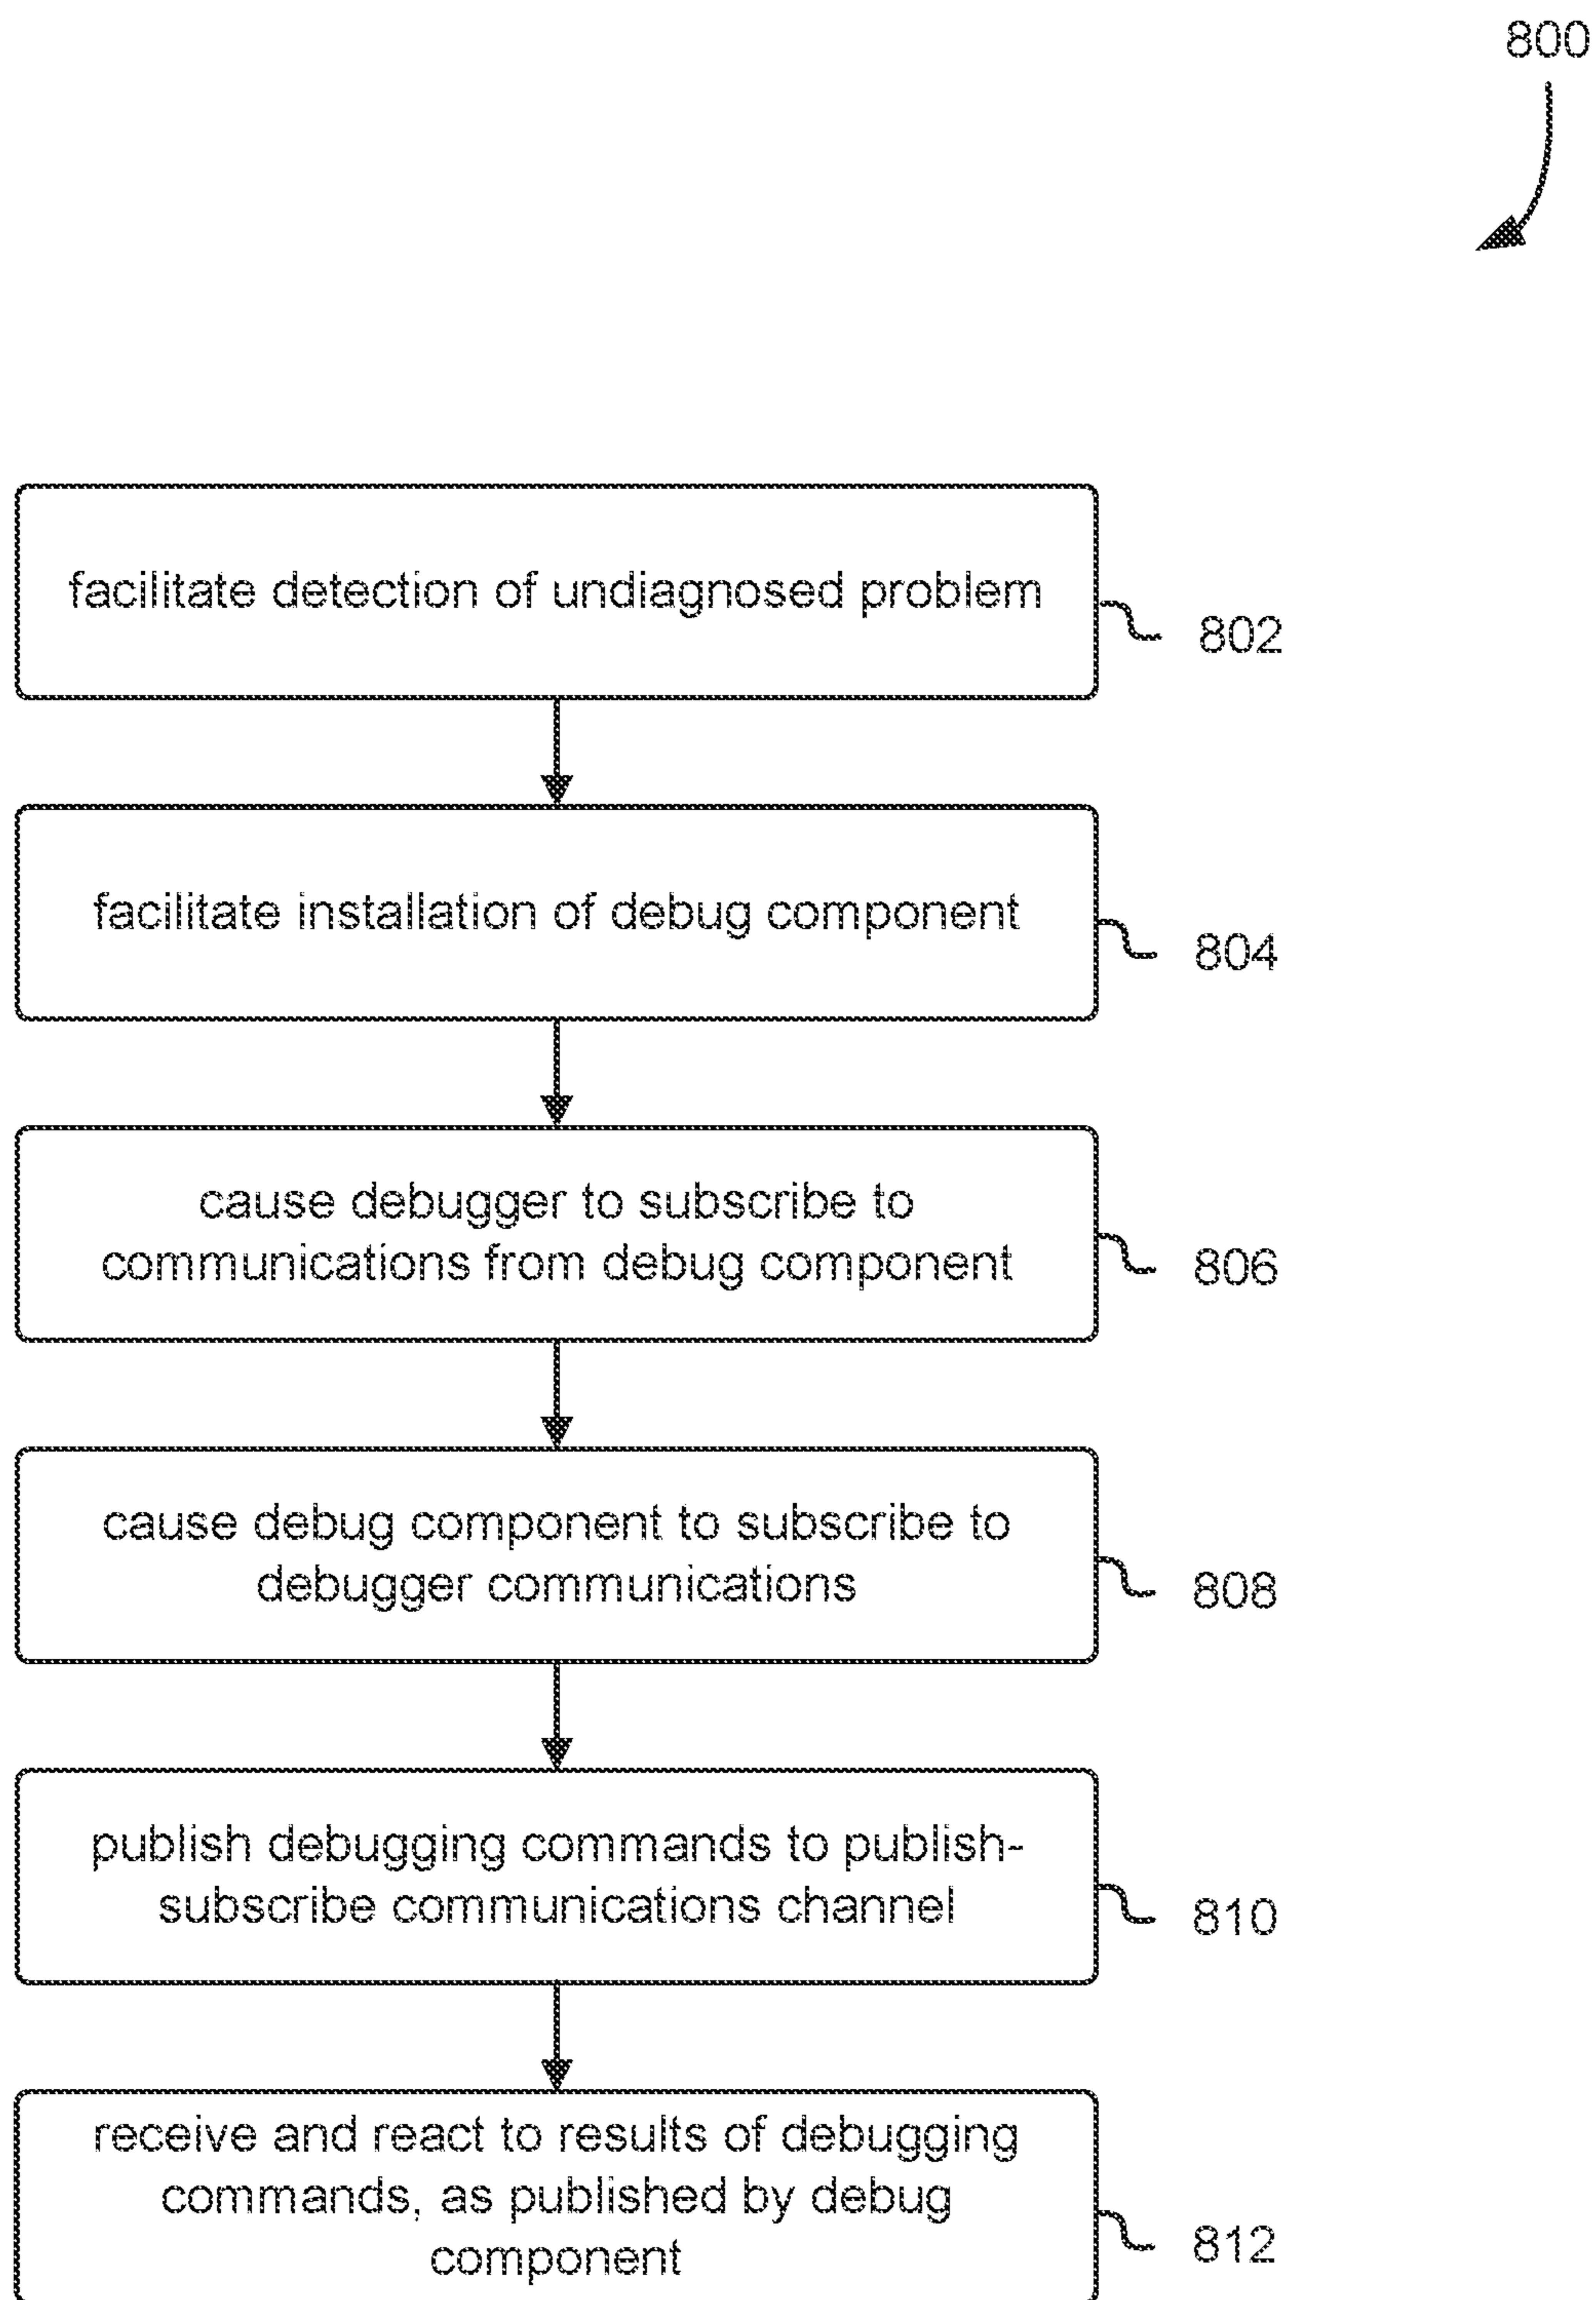 800
facilitate detection of undiagnosed problem
802
facilitate installation of debug component
804
cause debugger to subscribe to
communications from debug component
806
cause debug component to subscribe to
debugger communications
808
publish debugging commands to publish-
subscribe communications channel
810
receive and react to results of debugging
commands, as published by debug
component
812